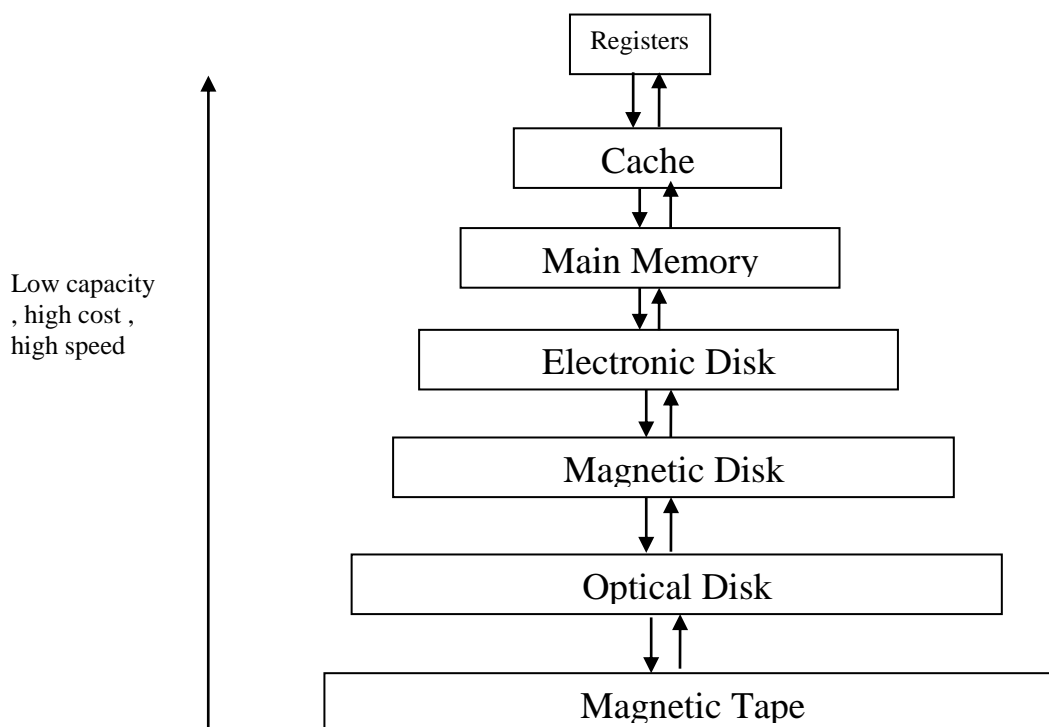 Registers
Cache
Main Memory
Low capacity
, high cost ,
high speed
Electronic Disk
Magnetic Disk
Optical Disk
Magnetic Tape